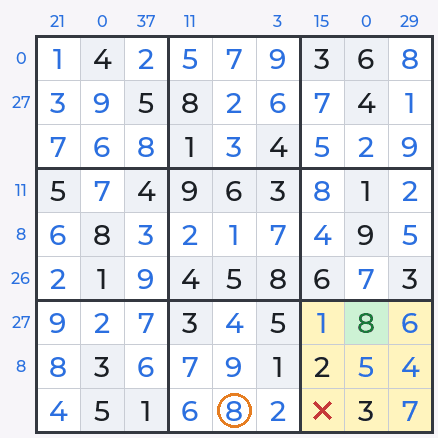 21 0 37 11 3 15 0 29
0 1 4 2 5 7 9 3 6 8
27 3 9 5 8 2 6 7 4 1
7 6 8 1 3 4 5 2 9
11 5 7 4 9 6 3 8 1 2
8 6 8 3 2 1 7 4 9 5
26 2 1 9 4 5 8 6 7 3
27 9 2 7 3 4 5 1 8 6
8 8 3 6 7 9 1 2 5 4
4 5 1 6 8 2 × 3 7